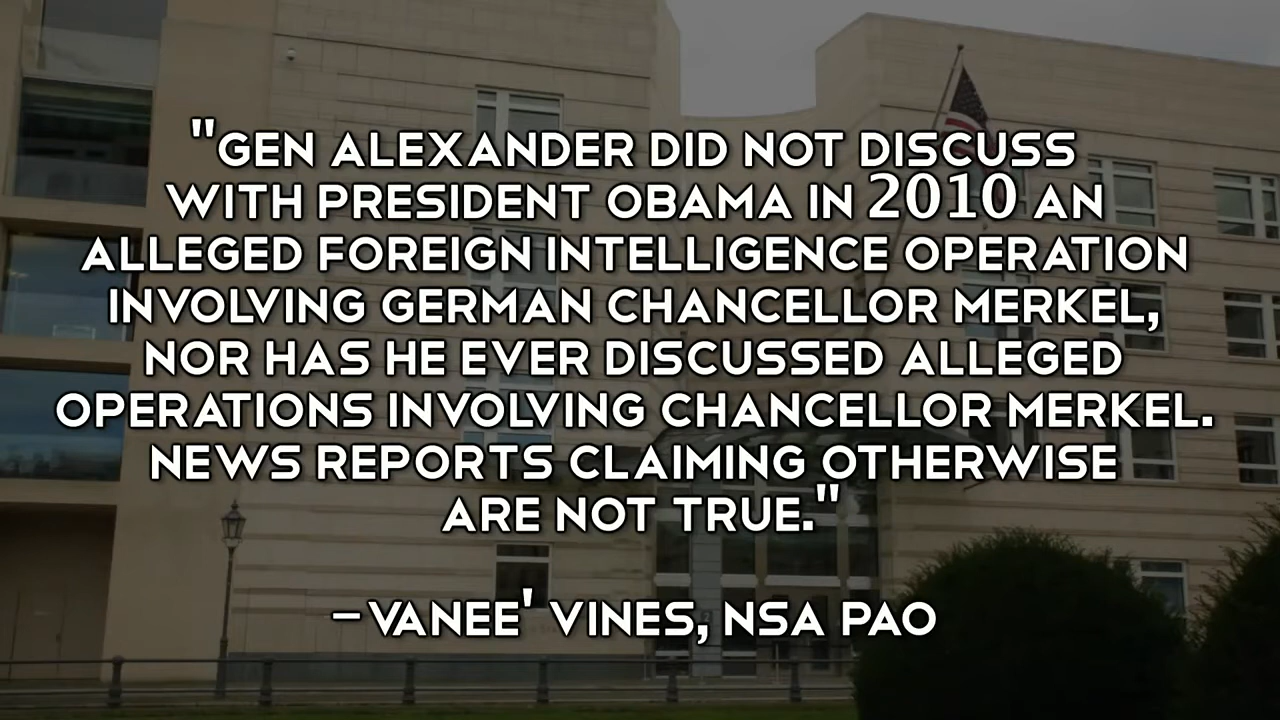 "GEN ALEXANDER DID NOT DISCUSS
WITH PRESIDENT OBAMA IN 2010 AN
ALLEGED FOREIGN INTELLIGENCE OPERATION
INVOLVING GERMAN CHANCELLOR MERKEL,
NOR HAS HE EVER DISCUSSED ALLEGED
OPERATIONS INVOLVING CHANCELLOR MERKEL.
NEWS REPORTS CLAIMING OTHERWISE
ARE NOT TRUE."
–VANEE' VINES, NSA PAO